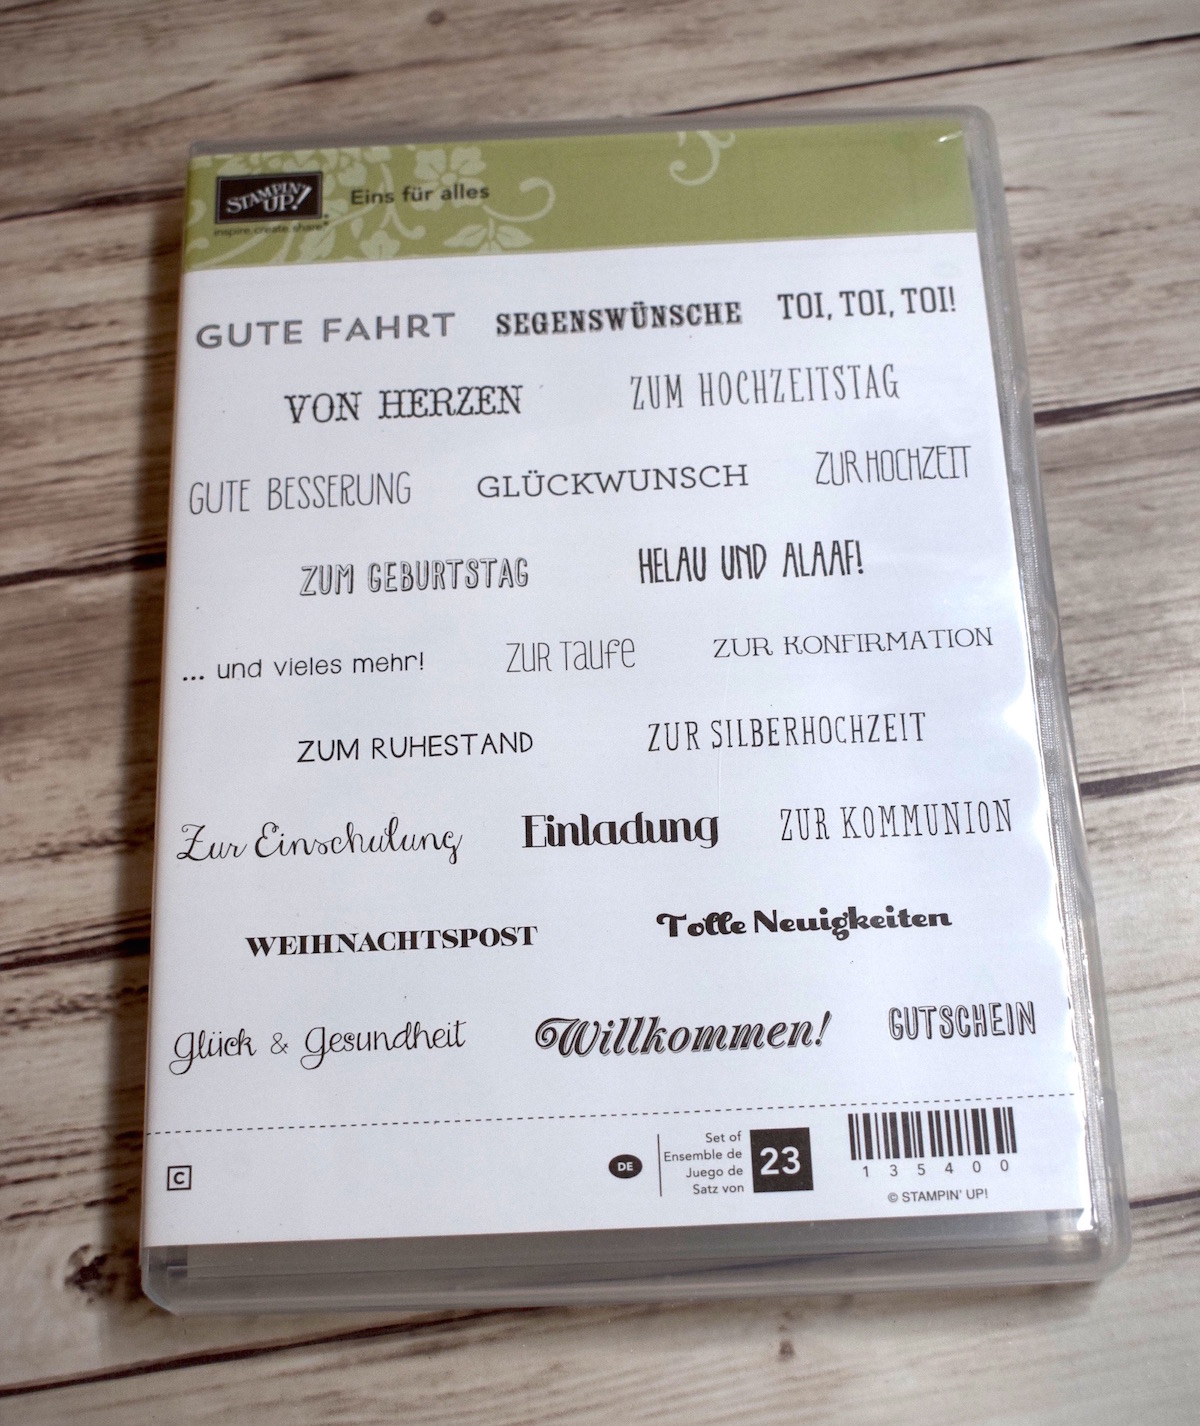 STAMPIN' UP!
inspire.create.share
Eins für alles
GUTE FAHRT SEGENSWÜNSCHE TOI, TOI, TOI!
VON HERZEN ZUM HOCHZEITSTAG
GUTE BESSERUNG GLÜCKWUNSCH ZUR HOCHZEIT
ZUM GEBURTSTAG HELAU UND ALAAF!
... und vieles mehr! ZUR Taufe ZUR KONFIRMATION
ZUM RUHESTAND ZUR SILBERHOCHZEIT
Zur Einschulung Einladung ZUR KOMMUNION
WEIHNACHTSPOST Tolle Neuigkeiten
Glück & Gesundheit Willkommen! GUTSCHEIN
C
DE
Set of
Ensemble de
Juego de
Satz von
23
135400
© STAMPIN' UP!